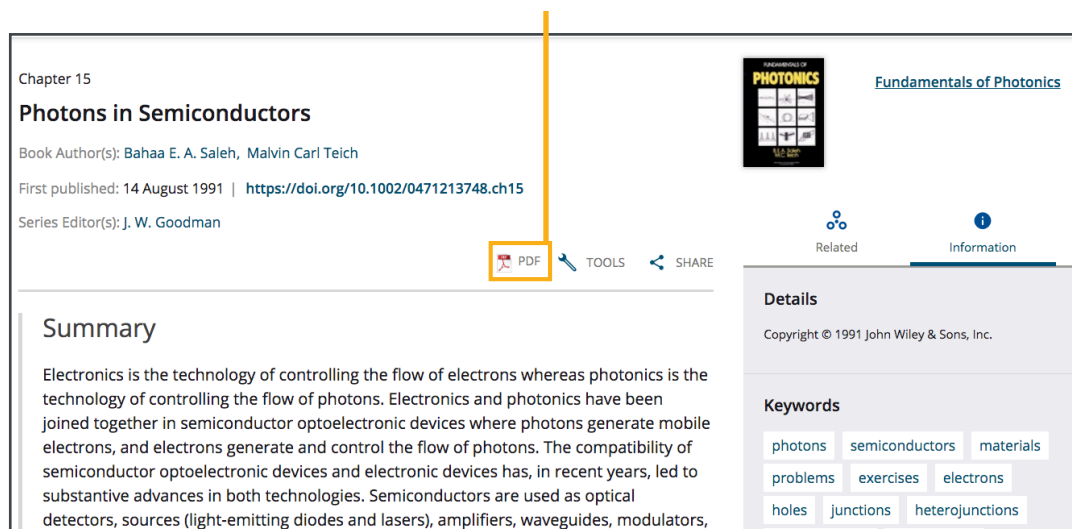 Chapter 15
Photons in Semiconductors
Book Author(s): Bahaa E. A. Saleh, Malvin Carl Teich
First published: 14 August 1991 | https://doi.org/10.1002/0471213748.ch15
Series Editor(s): J. W. Goodman
PDF TOOLS SHARE
Summary
Electronics is the technology of controlling the flow of electrons whereas photonics is the
technology of controlling the flow of photons. Electronics and photonics have been
joined together in semiconductor optoelectronic devices where photons generate mobile
electrons, and electrons generate and control the flow of photons. The compatibility of
semiconductor optoelectronic devices and electronic devices has, in recent years, led to
substantive advances in both technologies. Semiconductors are used as optical
detectors, sources (light-emitting diodes and lasers), amplifiers, waveguides, modulators,
FUNDAMENTALS OF
PHOTONICS
B.E.A. Saleh
M.C. Teich
Fundamentals of Photonics
Related Information
Details
Copyright © 1991 John Wiley & Sons, Inc.
Keywords
photons semiconductors materials
problems exercises electrons
holes junctions heterojunctions